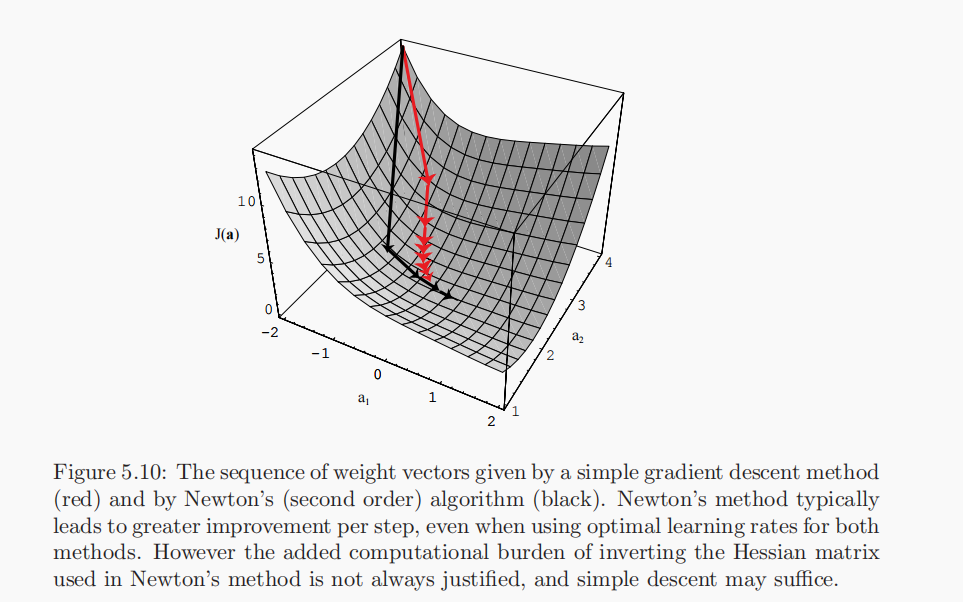 10
J(a)
5
0
-2
-1
0
a1
1
2
1
2
a2
3
4
Figure 5.10: The sequence of weight vectors given by a simple gradient descent method
(red) and by Newton's (second order) algorithm (black). Newton's method typically
leads to greater improvement per step, even when using optimal learning rates for both
methods. However the added computational burden of inverting the Hessian matrix
used in Newton's method is not always justified, and simple descent may suffice.